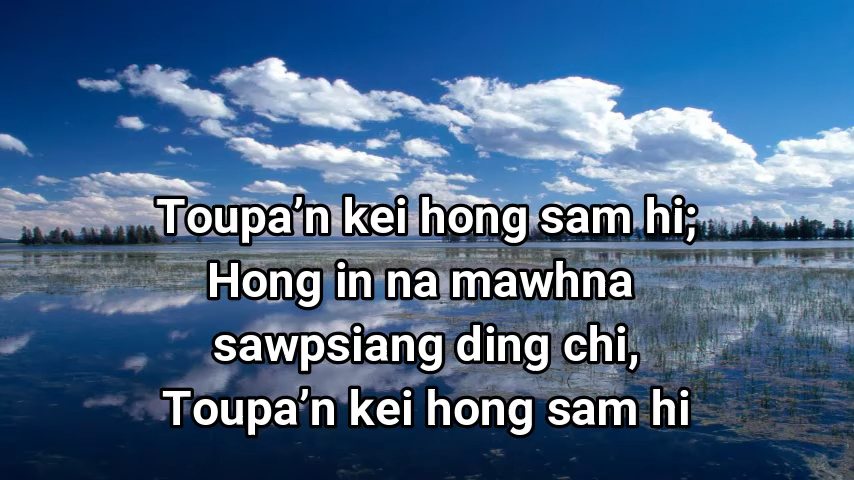 Toupa’n kei hong sam hi;
Hong in na mawhna
sawpsiang ding chi,
Toupa’n kei hong sam hi